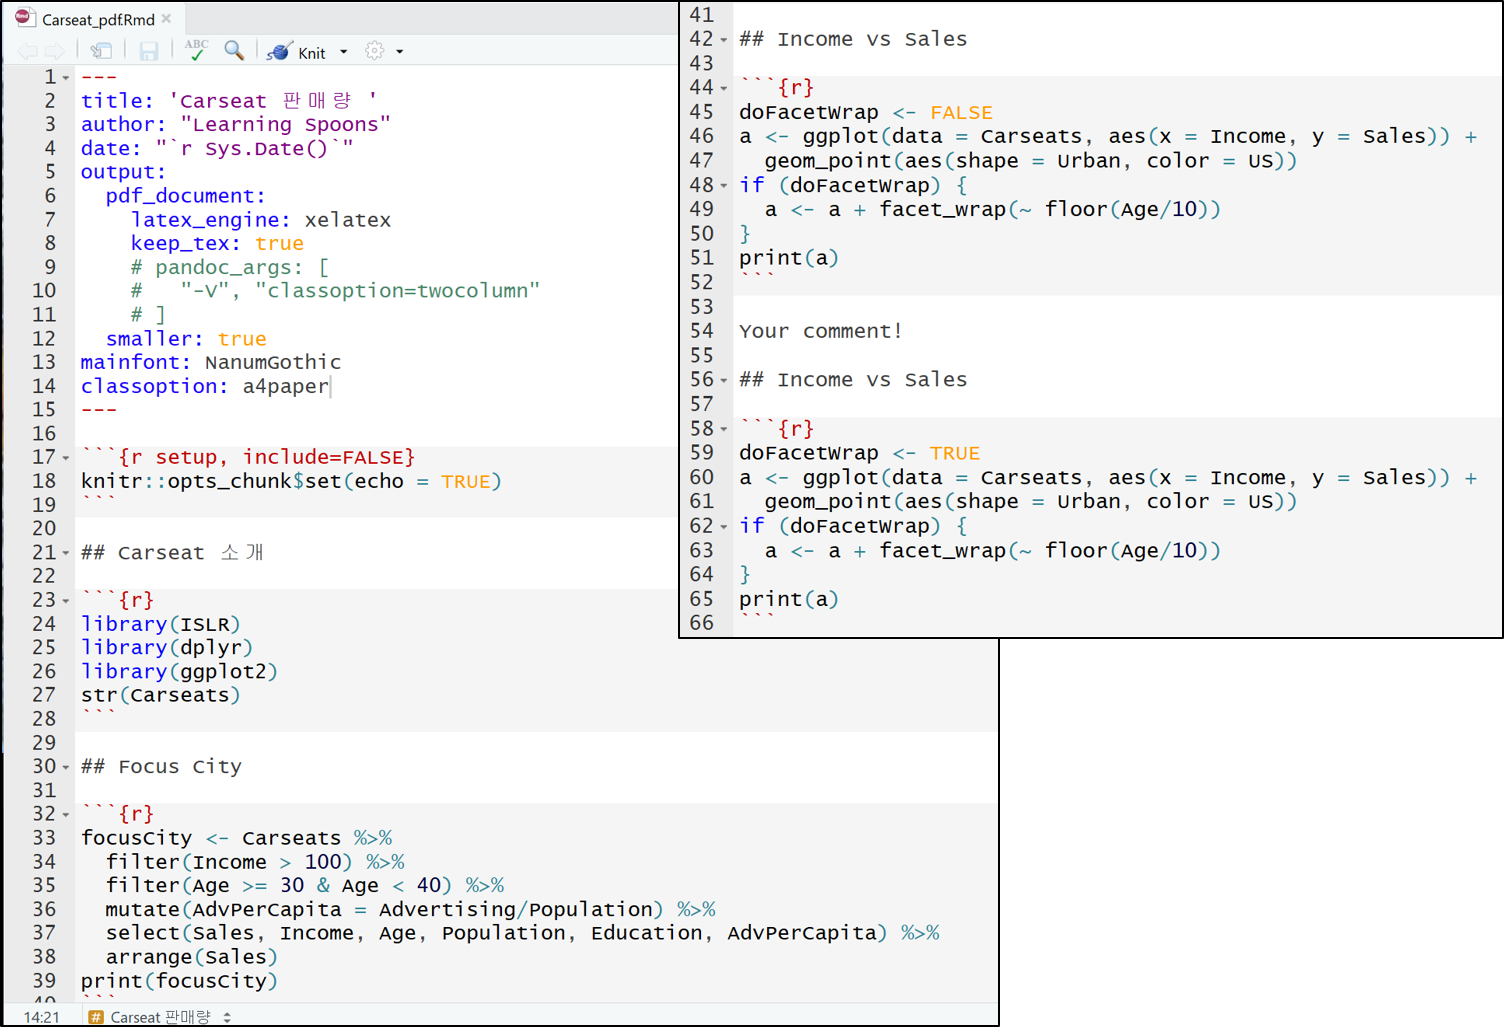 Rmd Carseat_pdf.Rmd ×
ABC Knit
1 ---
2 title: 'Carseat 판매량 '
3 author: "Learning Spoons"
4 date: "`r Sys.Date()`"
5 output:
6   pdf_document:
7     latex_engine: xelatex
8     keep_tex: true
9     # pandoc_args: [
10     #   "-V", "classoption=twocolumn"
11     # ]
12   smaller: true
13 mainfont: NanumGothic
14 classoption: a4paper
15 ---
16
17 ```{r setup, include=FALSE}
18 knitr::opts_chunk$set(echo = TRUE)
19 ```
20
21 ## Carseat 소개
22
23 ```{r}
24 library(ISLR)
25 library(dplyr)
26 library(ggplot2)
27 str(Carseats)
28 ```
29
30 ## Focus City
31
32 ```{r}
33 focusCity <- Carseats %>%
34   filter(Income > 100) %>%
35   filter(Age >= 30 & Age < 40) %>%
36   mutate(AdvPerCapita = Advertising/Population) %>%
37   select(Sales, Income, Age, Population, Education, AdvPerCapita) %>%
38   arrange(Sales)
39 print(focusCity)
40 ```
14:21 # Carseat 판매량
41
42 ## Income vs Sales
43
44 ```{r}
45 doFacetWrap <- FALSE
46 a <- ggplot(data = Carseats, aes(x = Income, y = Sales)) +
47   geom_point(aes(shape = Urban, color = US))
48 if (doFacetWrap) {
49   a <- a + facet_wrap(~ floor(Age/10))
50 }
51 print(a)
52 ```
53
54 Your comment!
55
56 ## Income vs Sales
57
58 ```{r}
59 doFacetWrap <- TRUE
60 a <- ggplot(data = Carseats, aes(x = Income, y = Sales)) +
61   geom_point(aes(shape = Urban, color = US))
62 if (doFacetWrap) {
63   a <- a + facet_wrap(~ floor(Age/10))
64 }
65 print(a)
66 ```